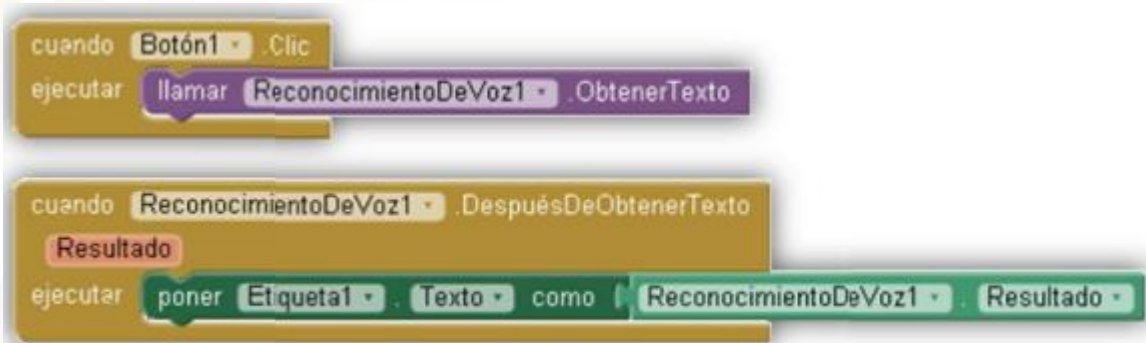 cuando Botón1 .Clic
ejecutar llamar ReconocimientoDeVoz1 .ObtenerTexto
cuando ReconocimientoDeVoz1 .DespuésDeObtenerTexto
Resultado
ejecutar poner Etiqueta1 . Texto como ReconocimientoDeVoz1 . Resultado